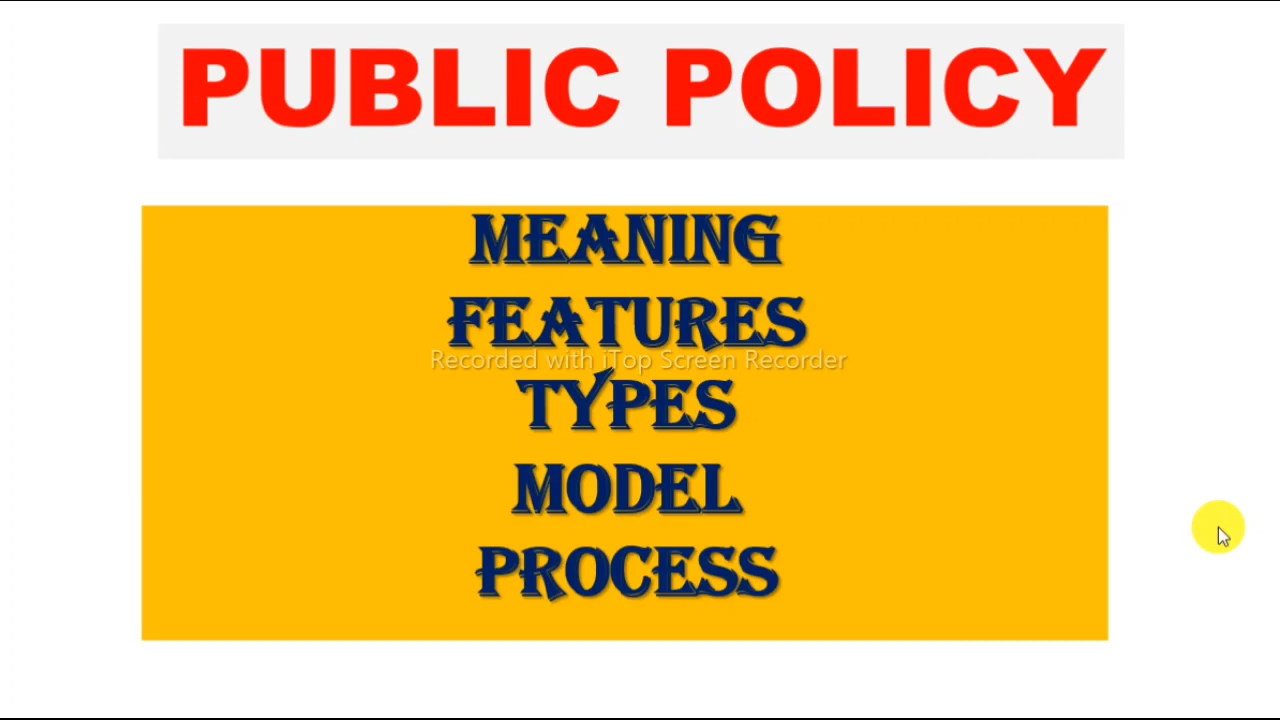 PUBLIC POLICY
MEANING
FEATURES
Recorded with iTop Screen Recorder
TYPES
MODEL
PROCESS